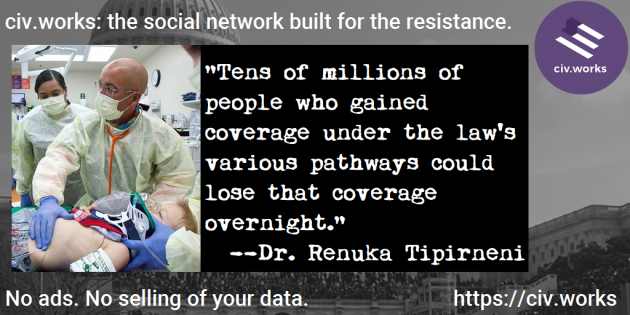 civ.works: the social network built for the resistance.
civ.works
"Tens of millions of
people who gained
coverage under the law's
various pathways could
lose that coverage
overnight."
--Dr. Renuka Tipirneni
No ads. No selling of your data.
https://civ.works